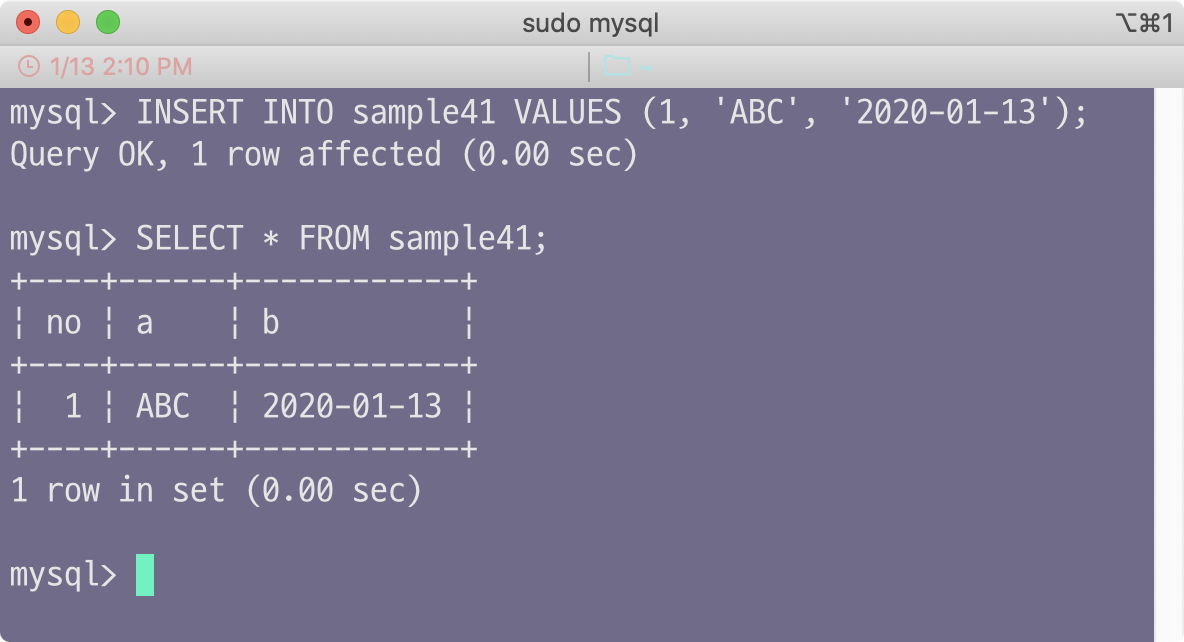 sudo mysql
⌥⌘1
1/13 2:10 PM
~
mysql> INSERT INTO sample41 VALUES (1, 'ABC', '2020-01-13');
Query OK, 1 row affected (0.00 sec)
mysql> SELECT * FROM sample41;
+----+------+------------+
| no | a    | b          |
+----+------+------------+
|  1 | ABC  | 2020-01-13 |
+----+------+------------+
1 row in set (0.00 sec)
mysql>